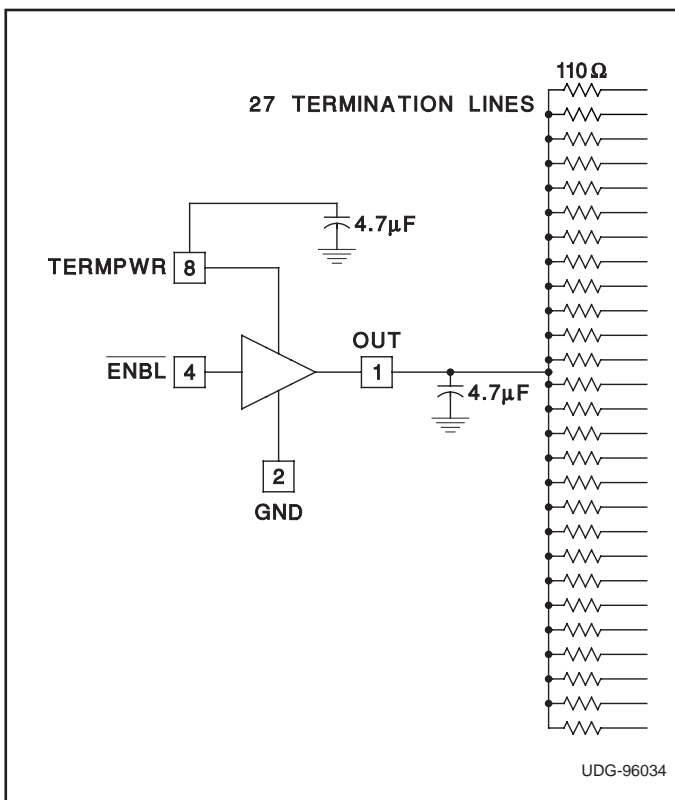 110Ω
27 TERMINATION LINES
4.7µF
TERMPWR 8
OUT
ENBL 4
1
4.7µF
2
GND
UDG-96034